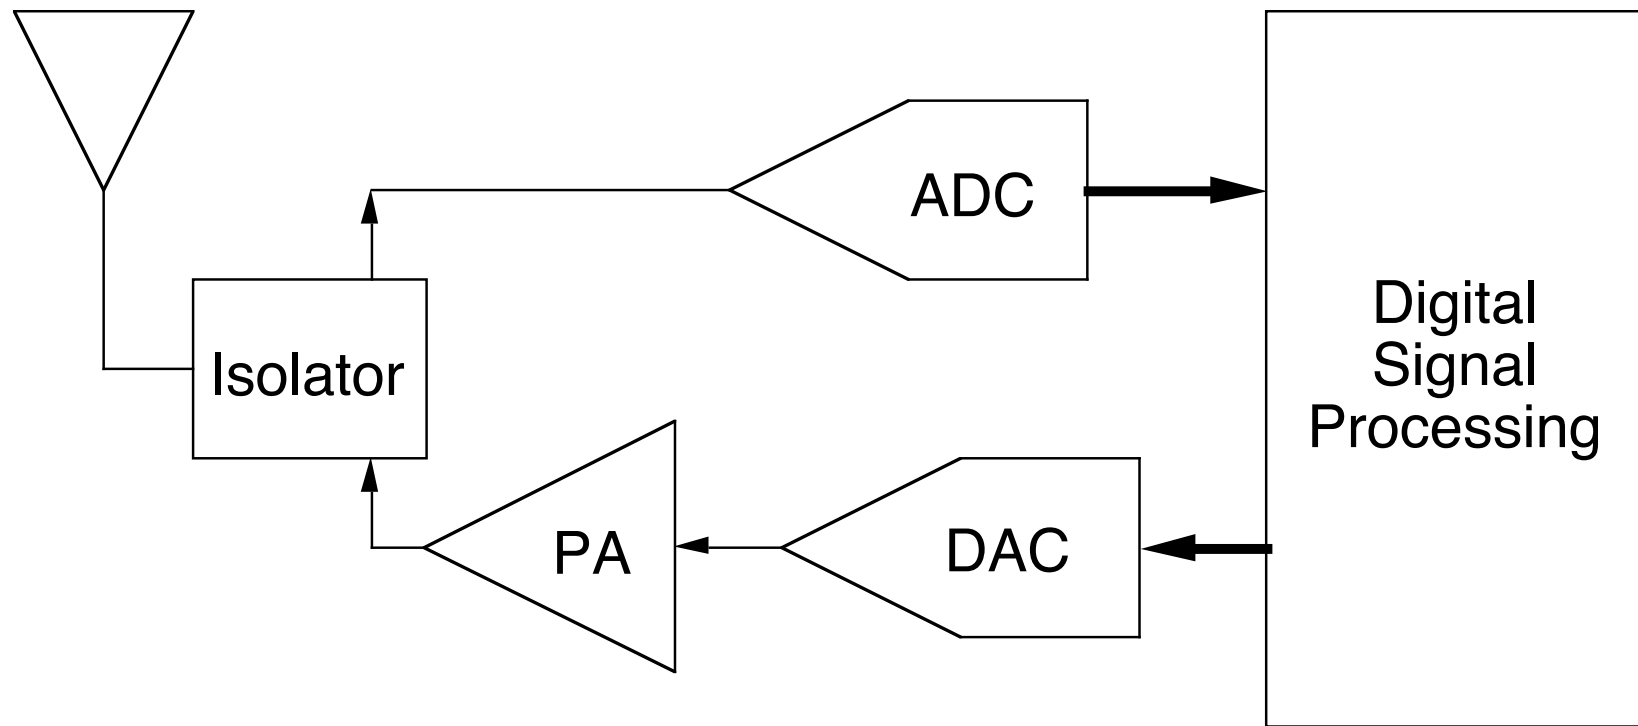 ADC
Digital
Signal
Processing
Isolator
PA
DAC